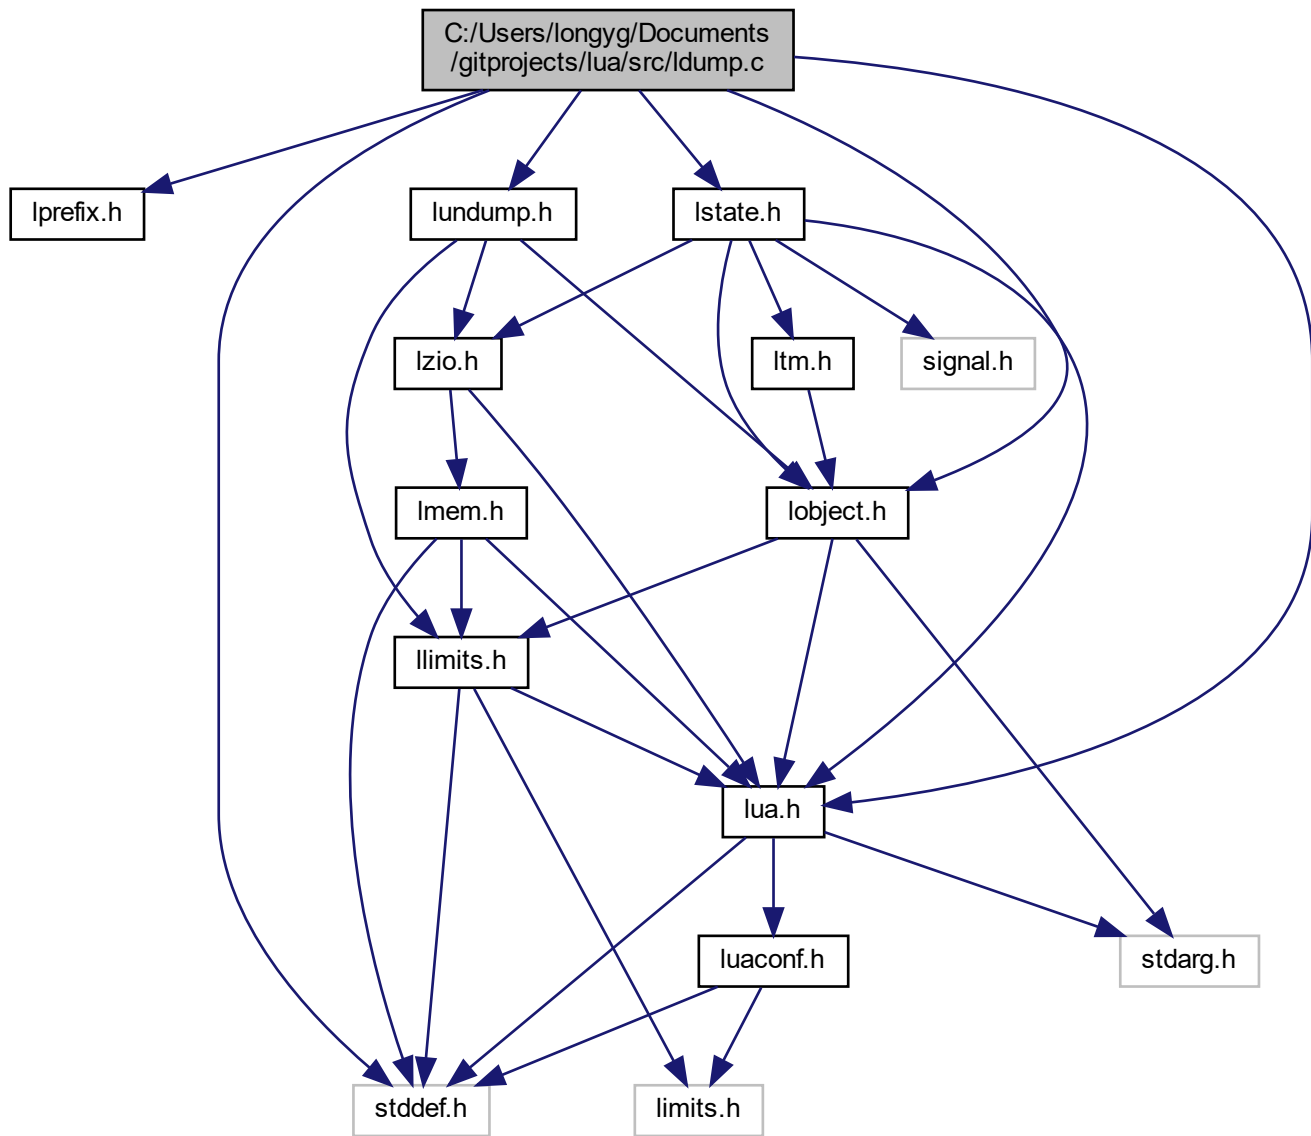 C:/Users/longyg/Documents
/gitprojects/lua/src/ldump.c
lprefix.h
lundump.h
lstate.h
lzio.h
ltm.h
signal.h
lmem.h
lobject.h
llimits.h
lua.h
luaconf.h
stdarg.h
stddef.h
limits.h